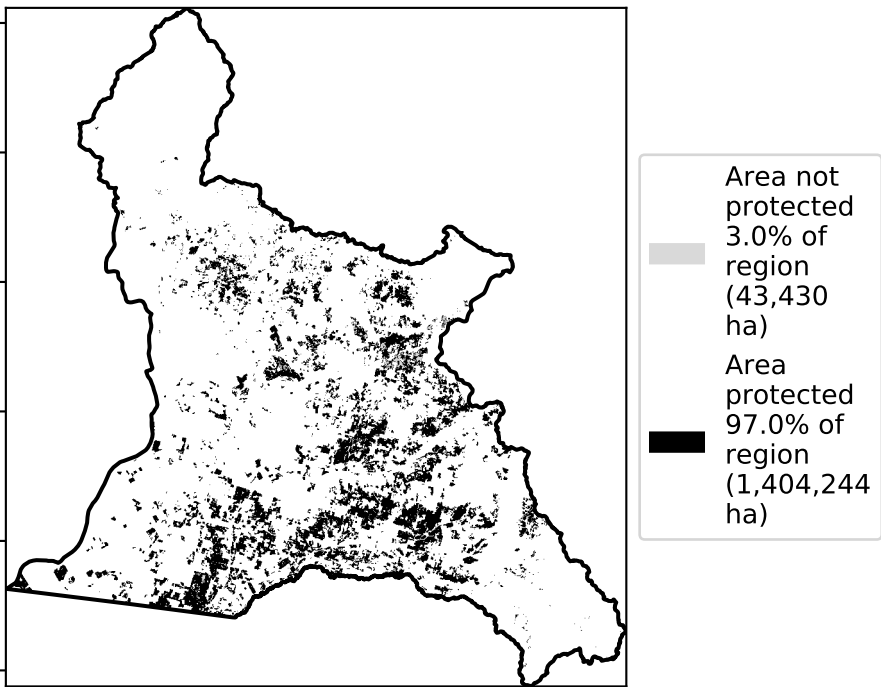 Area not
protected
3.0% of
region
(43,430
ha)
Area
protected
97.0% of
region
(1,404,244
ha)